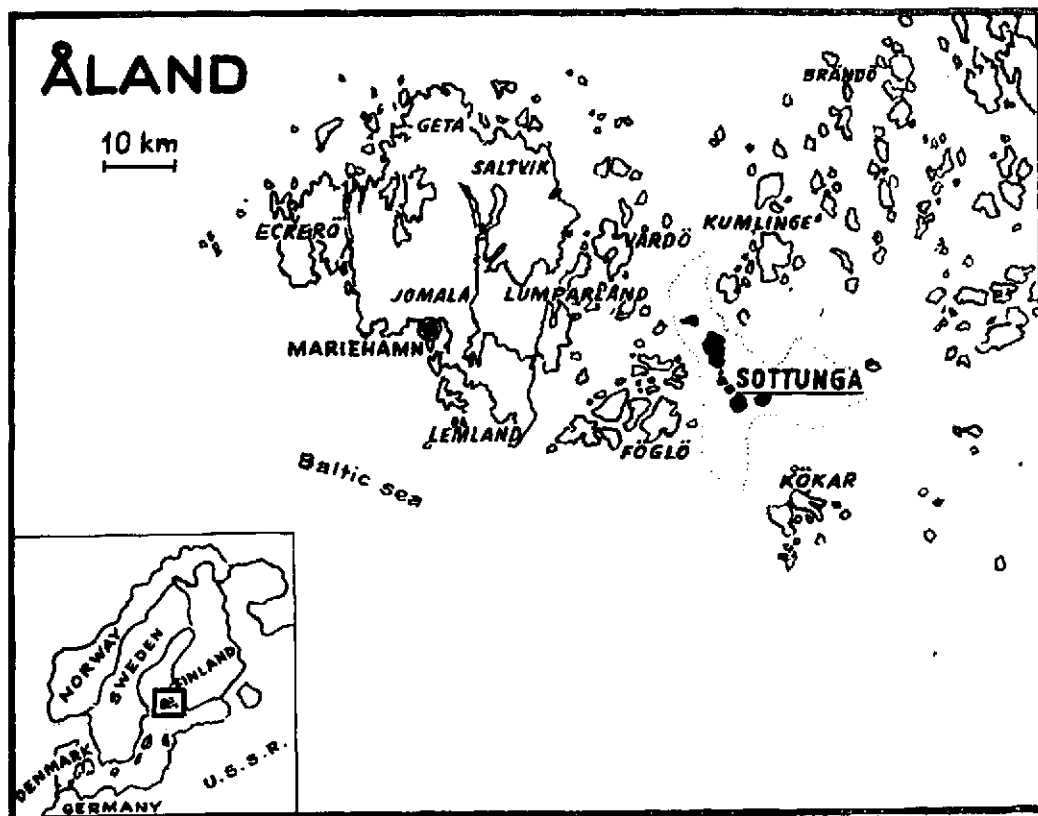 ÅLAND
10 km
BRÄNDÖ
GETA
SALTVIK
ECKERÖ
VÅRDÖ
KUMLINGE
JOMALA
LUMPARLAND
MARIEHAMN
SOTTUNGA
LEMLAND
FÖGLÖ
Baltic sea
KÖKAR
NORWAY
SWEDEN
FINLAND
DENMARK
U.S.S.R.
GERMANY